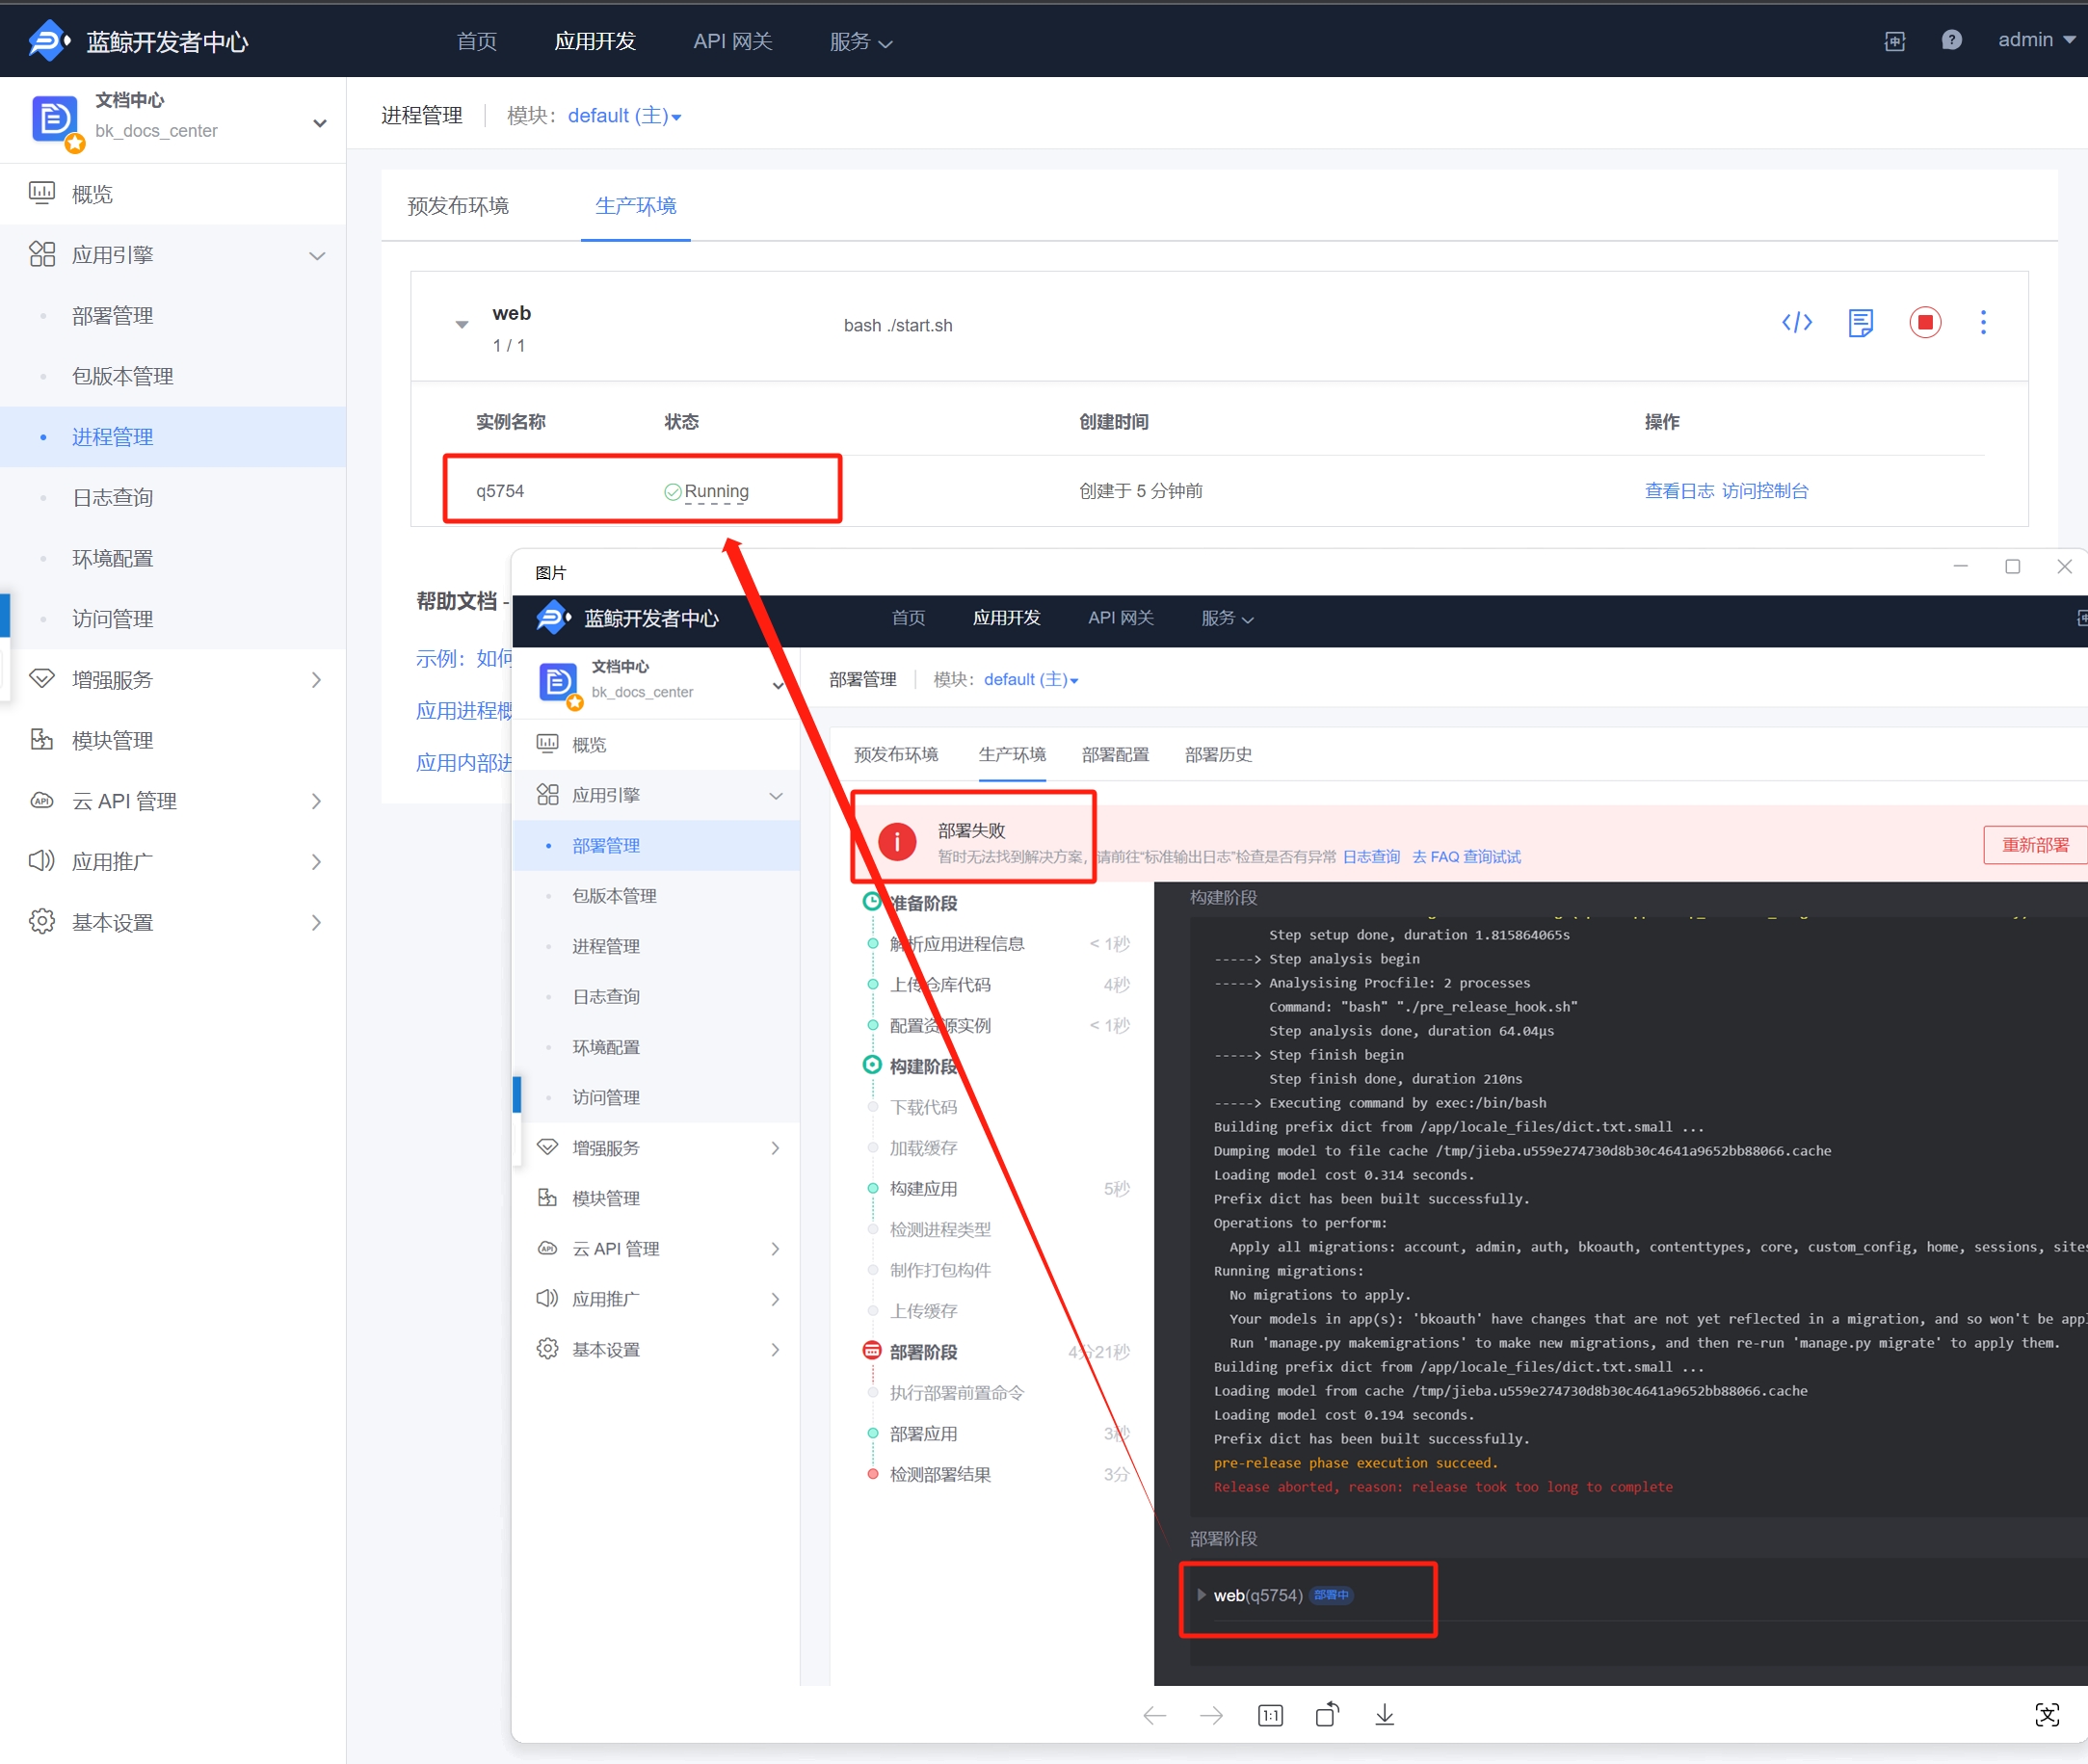 蓝鲸开发者中心
首页
应用开发
API 网关
服务
admin
文档中心
bk_docs_center
概览
应用引擎
部署管理
包版本管理
进程管理
日志查询
环境配置
访问管理
增强服务
模块管理
云 API 管理
应用推广
基本设置
进程管理
模块：default (主)
预发布环境
生产环境
web
1 / 1
bash ./start.sh
实例名称
状态
创建时间
操作
q5754
Running
创建于 5 分钟前
查看日志 访问控制台
帮助文档 -
示例：如何
应用进程概
应用内部进
图片
蓝鲸开发者中心
首页
应用开发
API 网关
服务
文档中心
bk_docs_center
概览
应用引擎
部署管理
包版本管理
进程管理
日志查询
环境配置
访问管理
增强服务
模块管理
云 API 管理
应用推广
基本设置
部署管理
模块：default (主)
预发布环境
生产环境
部署配置
部署历史
部署失败
暂时无法找到解决方案，请前往“标准输出日志”检查是否有异常 日志查询 去 FAQ 查询试试
重新部署
准备阶段
解析应用进程信息 < 1秒
上传仓库代码 4秒
配置资源实例 < 1秒
构建阶段
下载代码
加载缓存
构建应用 5秒
检测进程类型
制作打包构件
上传缓存
部署阶段 4分21秒
执行部署前置命令
部署应用 3秒
检测部署结果 3分
构建阶段
Step setup done, duration 1.815864065s
-----> Step analysis begin
-----> Analysising Procfile: 2 processes
Command: "bash" "./pre_release_hook.sh"
Step analysis done, duration 64.04µs
-----> Step finish begin
Step finish done, duration 210ns
-----> Executing command by exec:/bin/bash
Building prefix dict from /app/locale_files/dict.txt.small ...
Dumping model to file cache /tmp/jieba.u559e274730d8b30c4641a9652bb88066.cache
Loading model cost 0.314 seconds.
Prefix dict has been built successfully.
Operations to perform:
Apply all migrations: account, admin, auth, bkoauth, contenttypes, core, custom_config, home, sessions, sites
Running migrations:
No migrations to apply.
Your models in app(s): 'bkoauth' have changes that are not yet reflected in a migration, and so won't be app
Run 'manage.py makemigrations' to make new migrations, and then re-run 'manage.py migrate' to apply them.
Building prefix dict from /app/locale_files/dict.txt.small ...
Loading model from cache /tmp/jieba.u559e274730d8b30c4641a9652bb88066.cache
Loading model cost 0.194 seconds.
Prefix dict has been built successfully.
pre-release phase execution succeed.
Release aborted, reason: release took too long to complete
部署阶段
web(q5754) 部署中
1:1
文